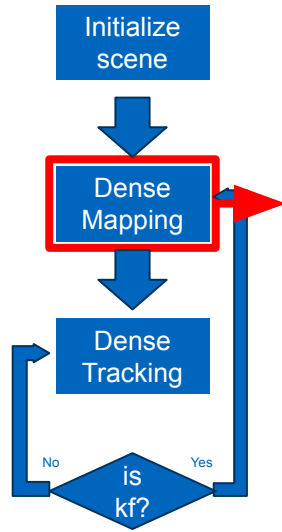 Initialize
scene
Dense
Mapping
Dense
Tracking
No
Yes
is
kf?